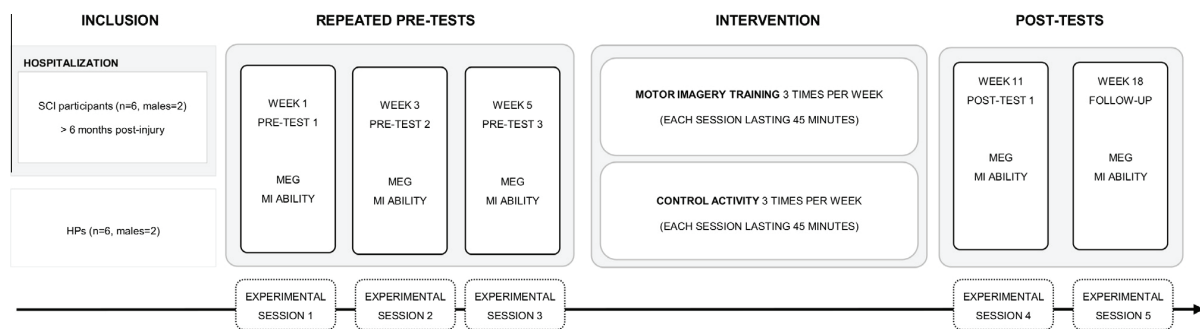 INCLUSION
REPEATED PRE-TESTS
INTERVENTION
POST-TESTS
HOSPITALIZATION
SCI participants (n=6, males=2)
> 6 months post-injury
HPs (n=6, males=2)
WEEK 1
PRE-TEST 1
MEG
MI ABILITY
WEEK 3
PRE-TEST 2
MEG
MI ABILITY
WEEK 5
PRE-TEST 3
MEG
MI ABILITY
MOTOR IMAGERY TRAINING 3 TIMES PER WEEK
(EACH SESSION LASTING 45 MINUTES)
CONTROL ACTIVITY 3 TIMES PER WEEK
(EACH SESSION LASTING 45 MINUTES)
WEEK 11
POST-TEST 1
MEG
MI ABILITY
WEEK 18
FOLLOW-UP
MEG
MI ABILITY
EXPERIMENTAL
SESSION 1
EXPERIMENTAL
SESSION 2
EXPERIMENTAL
SESSION 3
EXPERIMENTAL
SESSION 4
EXPERIMENTAL
SESSION 5